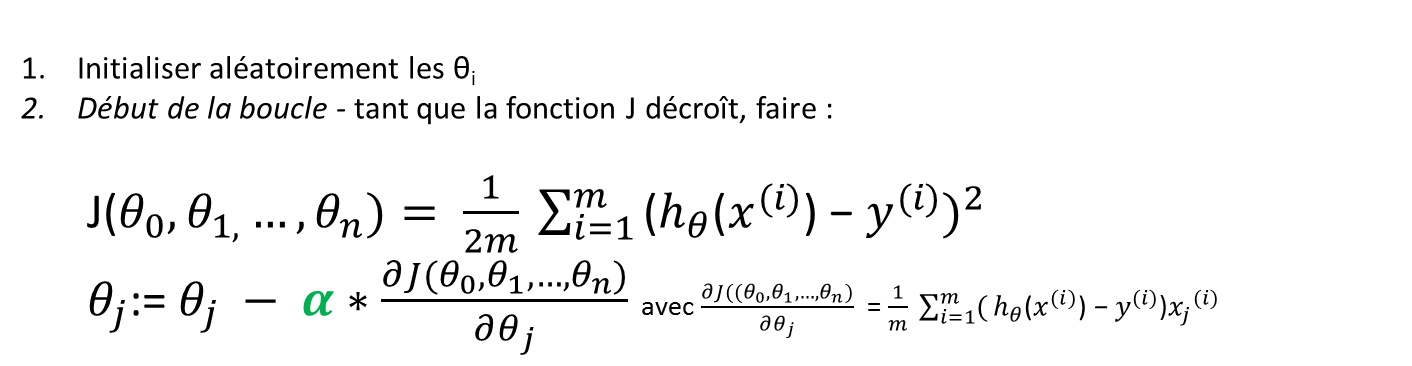 1. Initialiser aléatoirement les θᵢ
2. Début de la boucle - tant que la fonction J décroît, faire :
J(θ₀, θ₁, … , θₙ) = 1/2m ∑ᵢ₌₁ᵐ (h_θ(x⁽ⁱ⁾) − y⁽ⁱ⁾)²
θⱼ := θⱼ − α * ∂J(θ₀,θ₁,…,θₙ)/∂θⱼ avec ∂J((θ₀,θ₁,…,θₙ)/∂θⱼ = 1/m ∑ᵢ₌₁ᵐ( h_θ(x⁽ⁱ⁾) − y⁽ⁱ⁾)xⱼ⁽ⁱ⁾